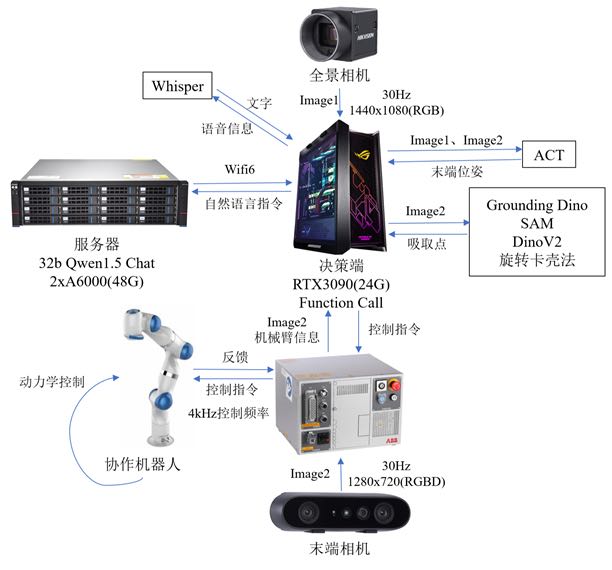 HIKVISION
全景相机
Whisper
文字
语音信息
Image1
30Hz
1440x1080(RGB)
Wifi6
自然语言指令
Image1、Image2
末端位姿
ACT
Image2
吸取点
Grounding Dino
SAM
DinoV2
旋转卡壳法
服务器
32b Qwen1.5 Chat
2xA6000(48G)
决策端
RTX3090(24G)
Function Call
Image2
机械臂信息
控制指令
动力学控制
反馈
控制指令
4kHz控制频率
ABB
协作机器人
Image2
30Hz
1280x720(RGBD)
末端相机